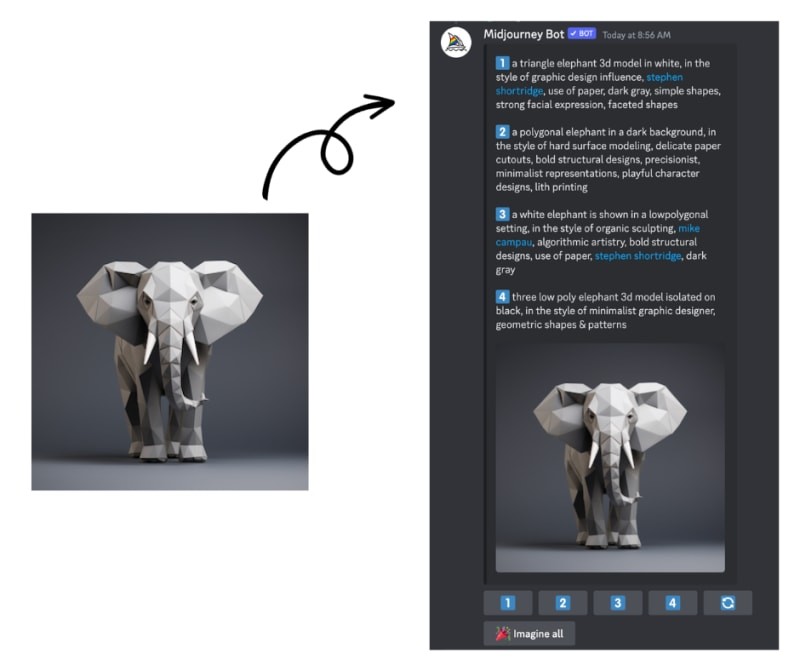 Midjourney Bot ✓ BOT Today at 8:56 AM
1 a triangle elephant 3d model in white, in the
style of graphic design influence, stephen
shortridge, use of paper, dark gray, simple shapes,
strong facial expression, faceted shapes
2 a polygonal elephant in a dark background, in
the style of hard surface modeling, delicate paper
cutouts, bold structural designs, precisionist,
minimalist representations, playful character
designs, lith printing
3 a white elephant is shown in a lowpolygonal
setting, in the style of organic sculpting, mike
campau, algorithmic artistry, bold structural
designs, use of paper, stephen shortridge, dark
gray
4 three low poly elephant 3d model isolated on
black, in the style of minimalist graphic designer,
geometric shapes & patterns
1 2 3 4
Imagine all